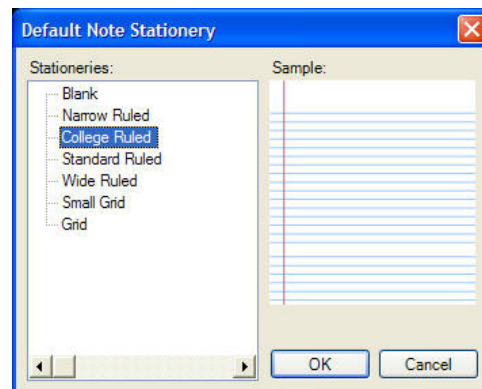 Default Note Stationery
Stationeries:
Sample:
Blank
Narrow Ruled
College Ruled
Standard Ruled
Wide Ruled
Small Grid
Grid
OK
Cancel